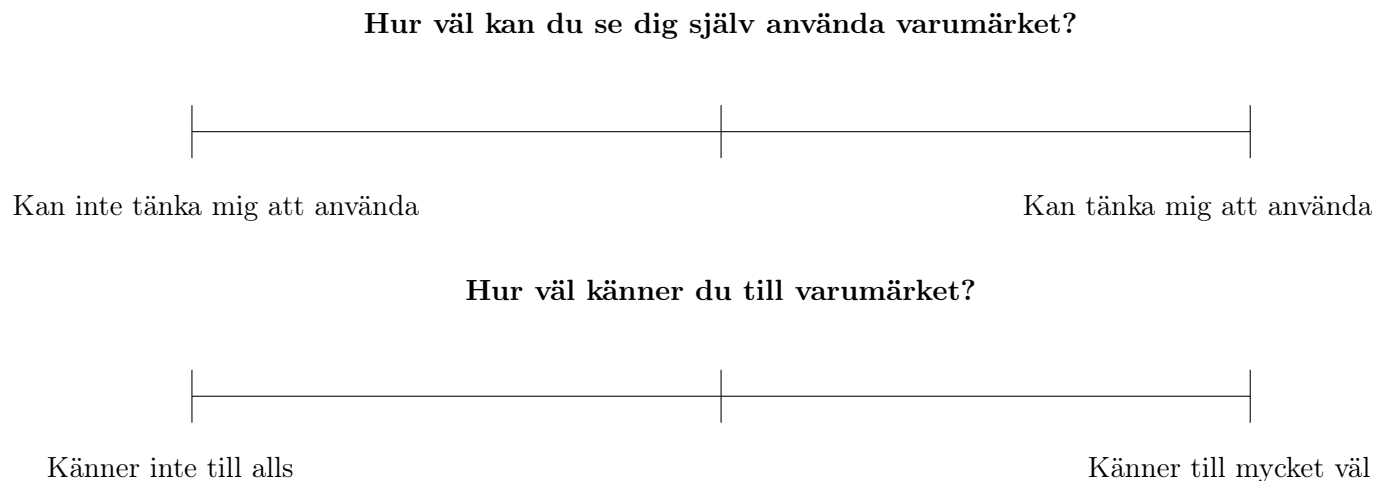 Hur väl kan du se dig själv använda varumärket?
Kan inte tänka mig att använda
Kan tänka mig att använda
Hur väl känner du till varumärket?
Känner inte till alls
Känner till mycket väl